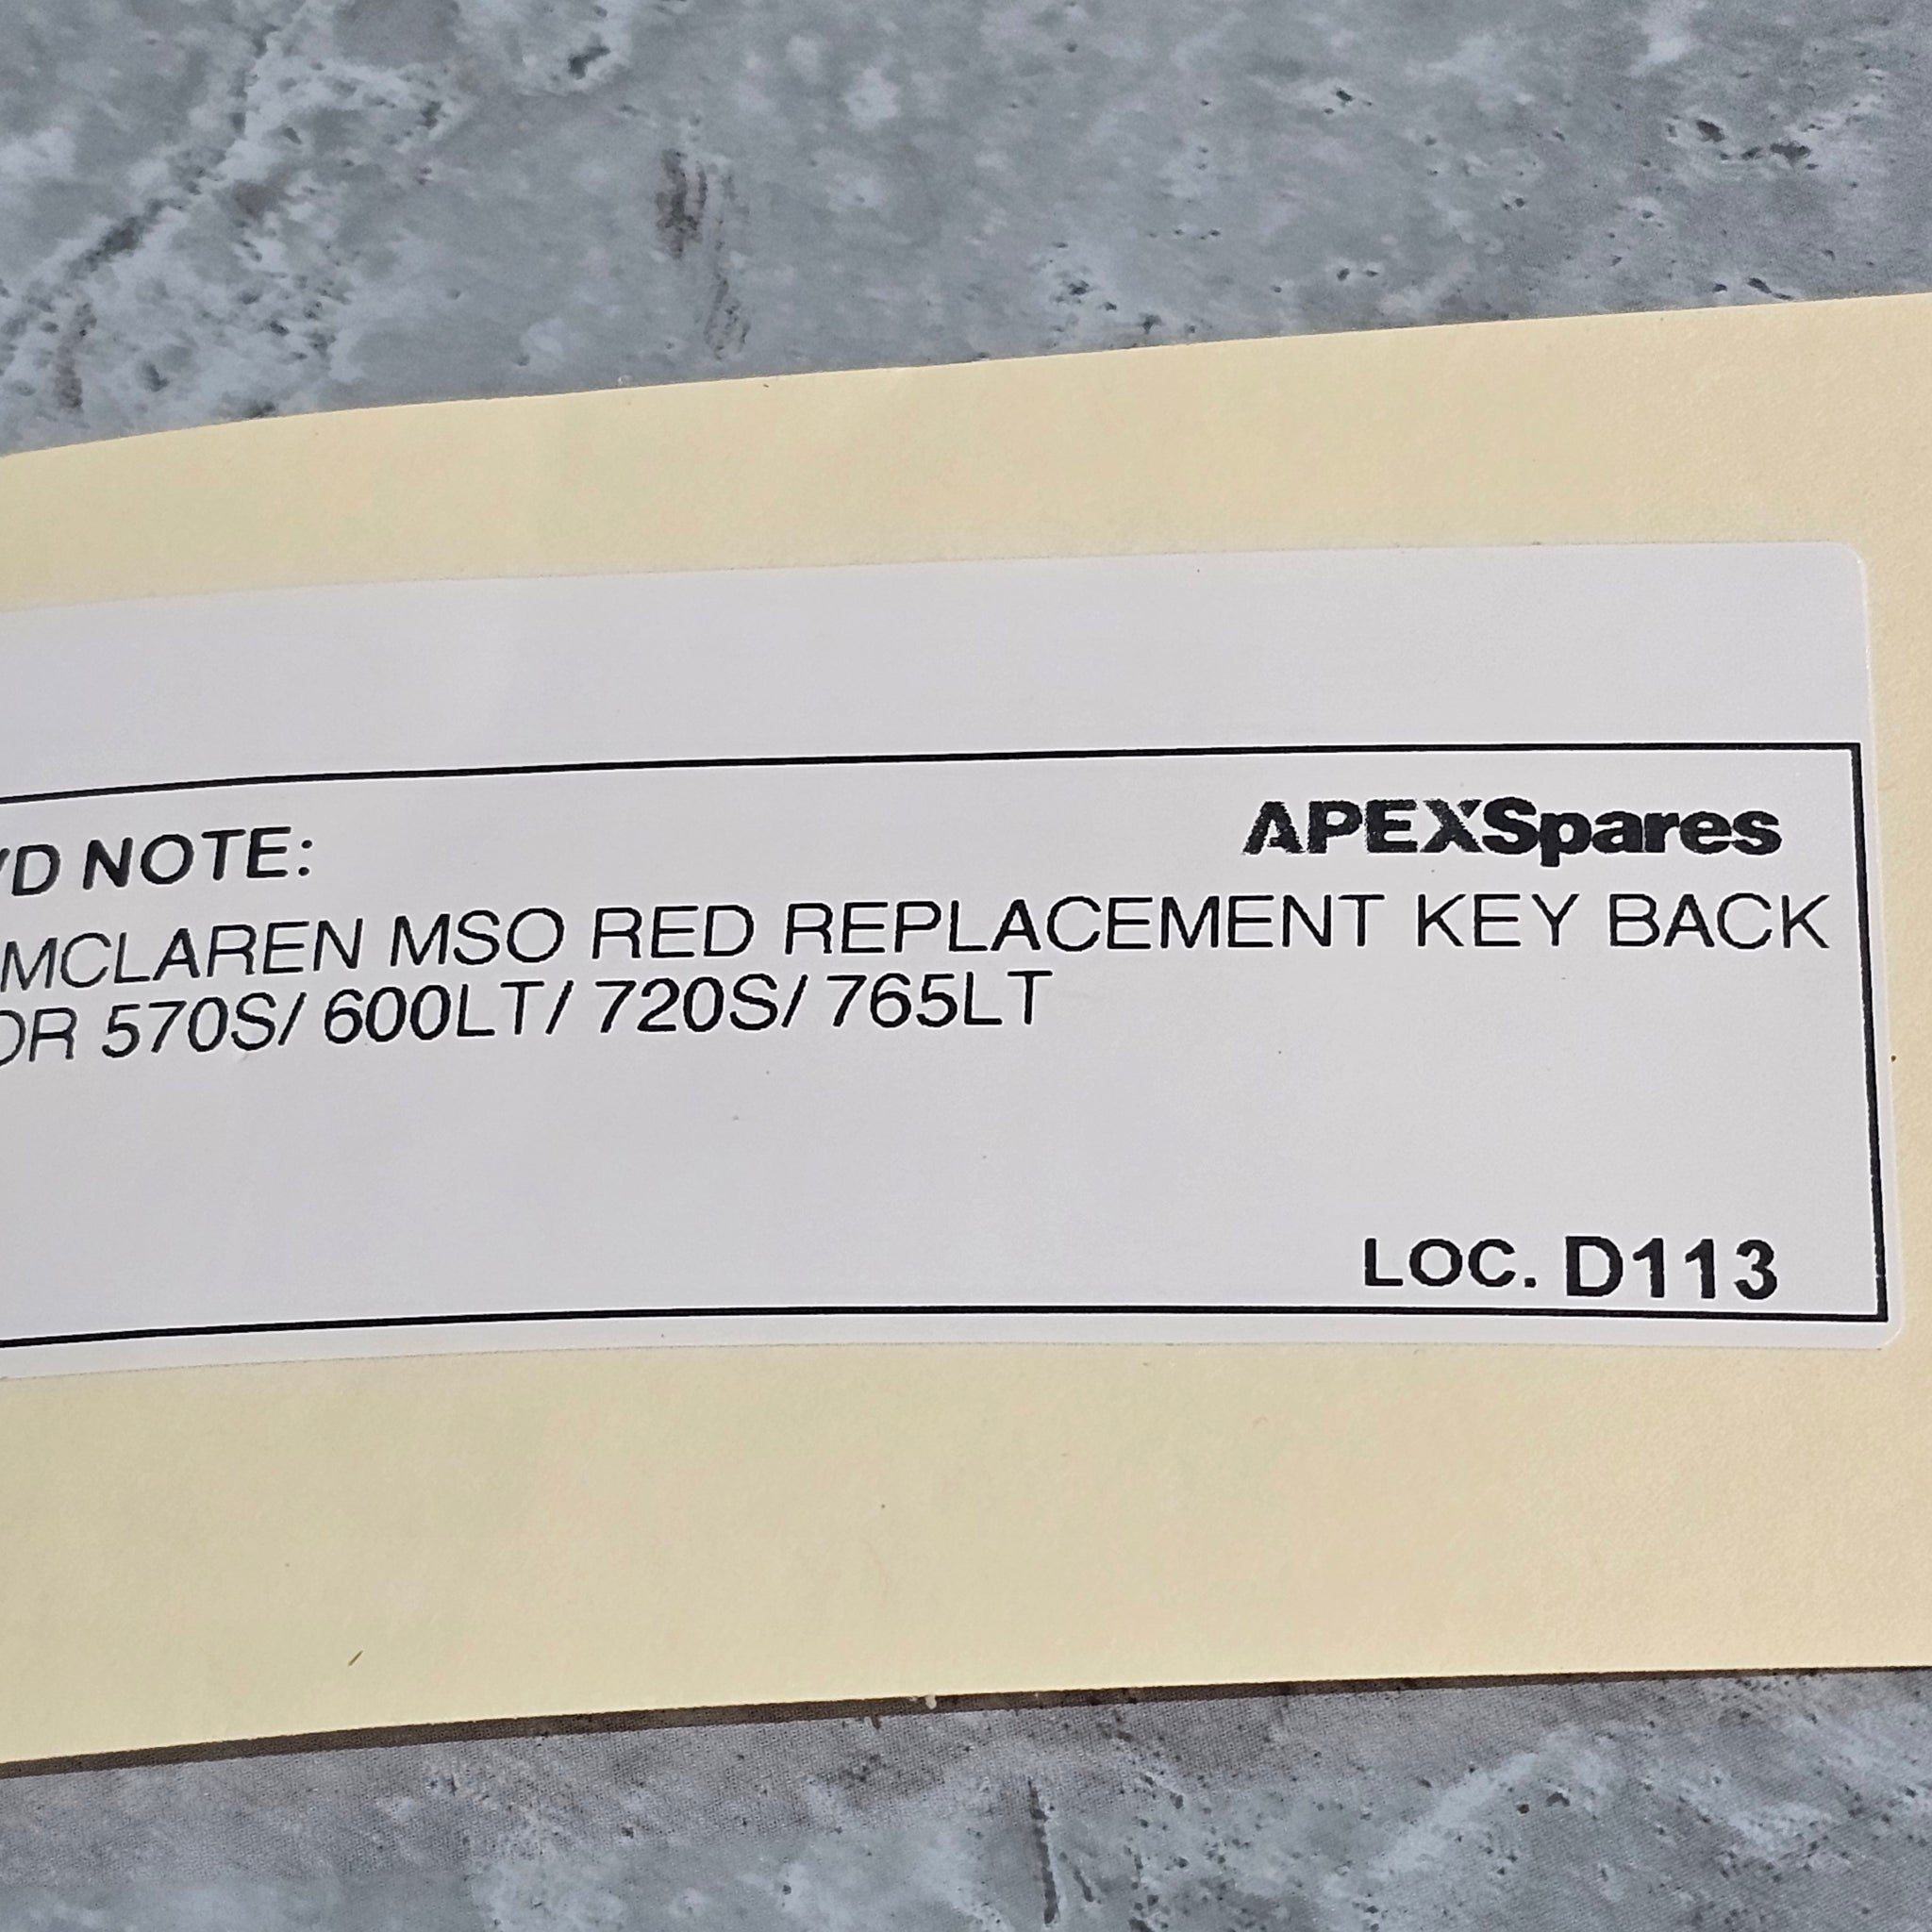 /D NOTE:
APEXSpares
MCLAREN MSO RED REPLACEMENT KEY BACK
OR 570S/ 600LT/ 720S/ 765LT
LOC. D113